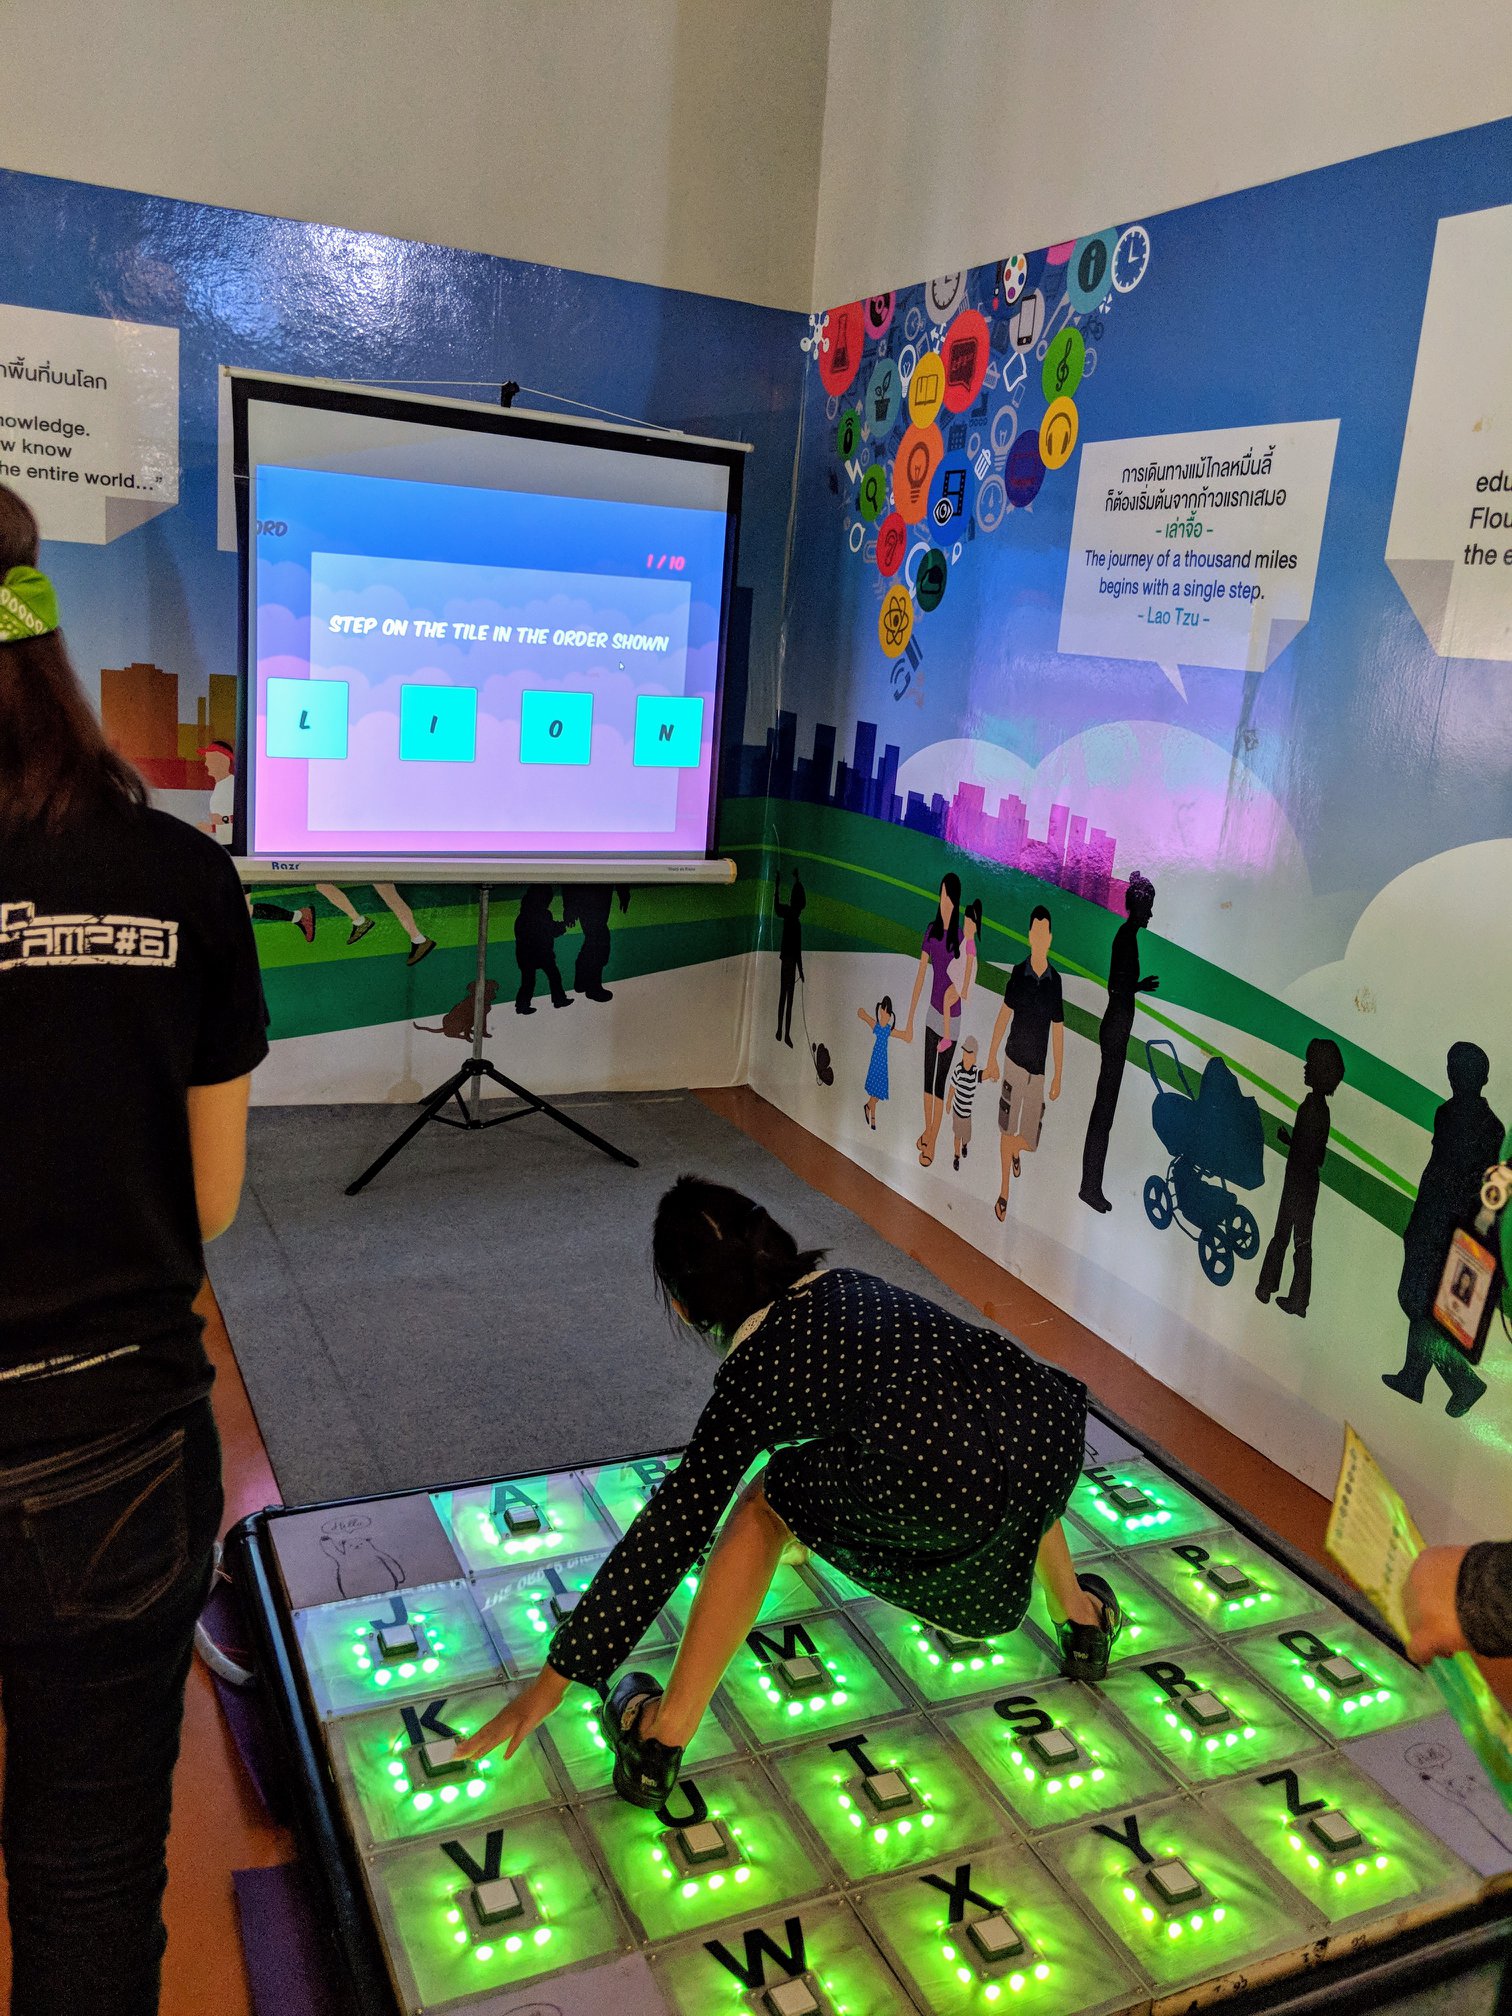 พื้นที่บนโลก
nowledge.
w know
he entire world..."
ORD
1 / 10
STEP ON THE TILE IN THE ORDER SHOWN
L I O N
Razr
การเดินทางแม้ไกลหมื่นลี้
ก็ต้องเริ่มต้นจากก้าวแรกเสมอ
- เล่าจื้อ -
The journey of a thousand miles
begins with a single step.
- Lao Tzu -
edu
Flou
the e
AMP#6
Hello
A B F
J I P
K M R Q
V U T S Z
W X Y